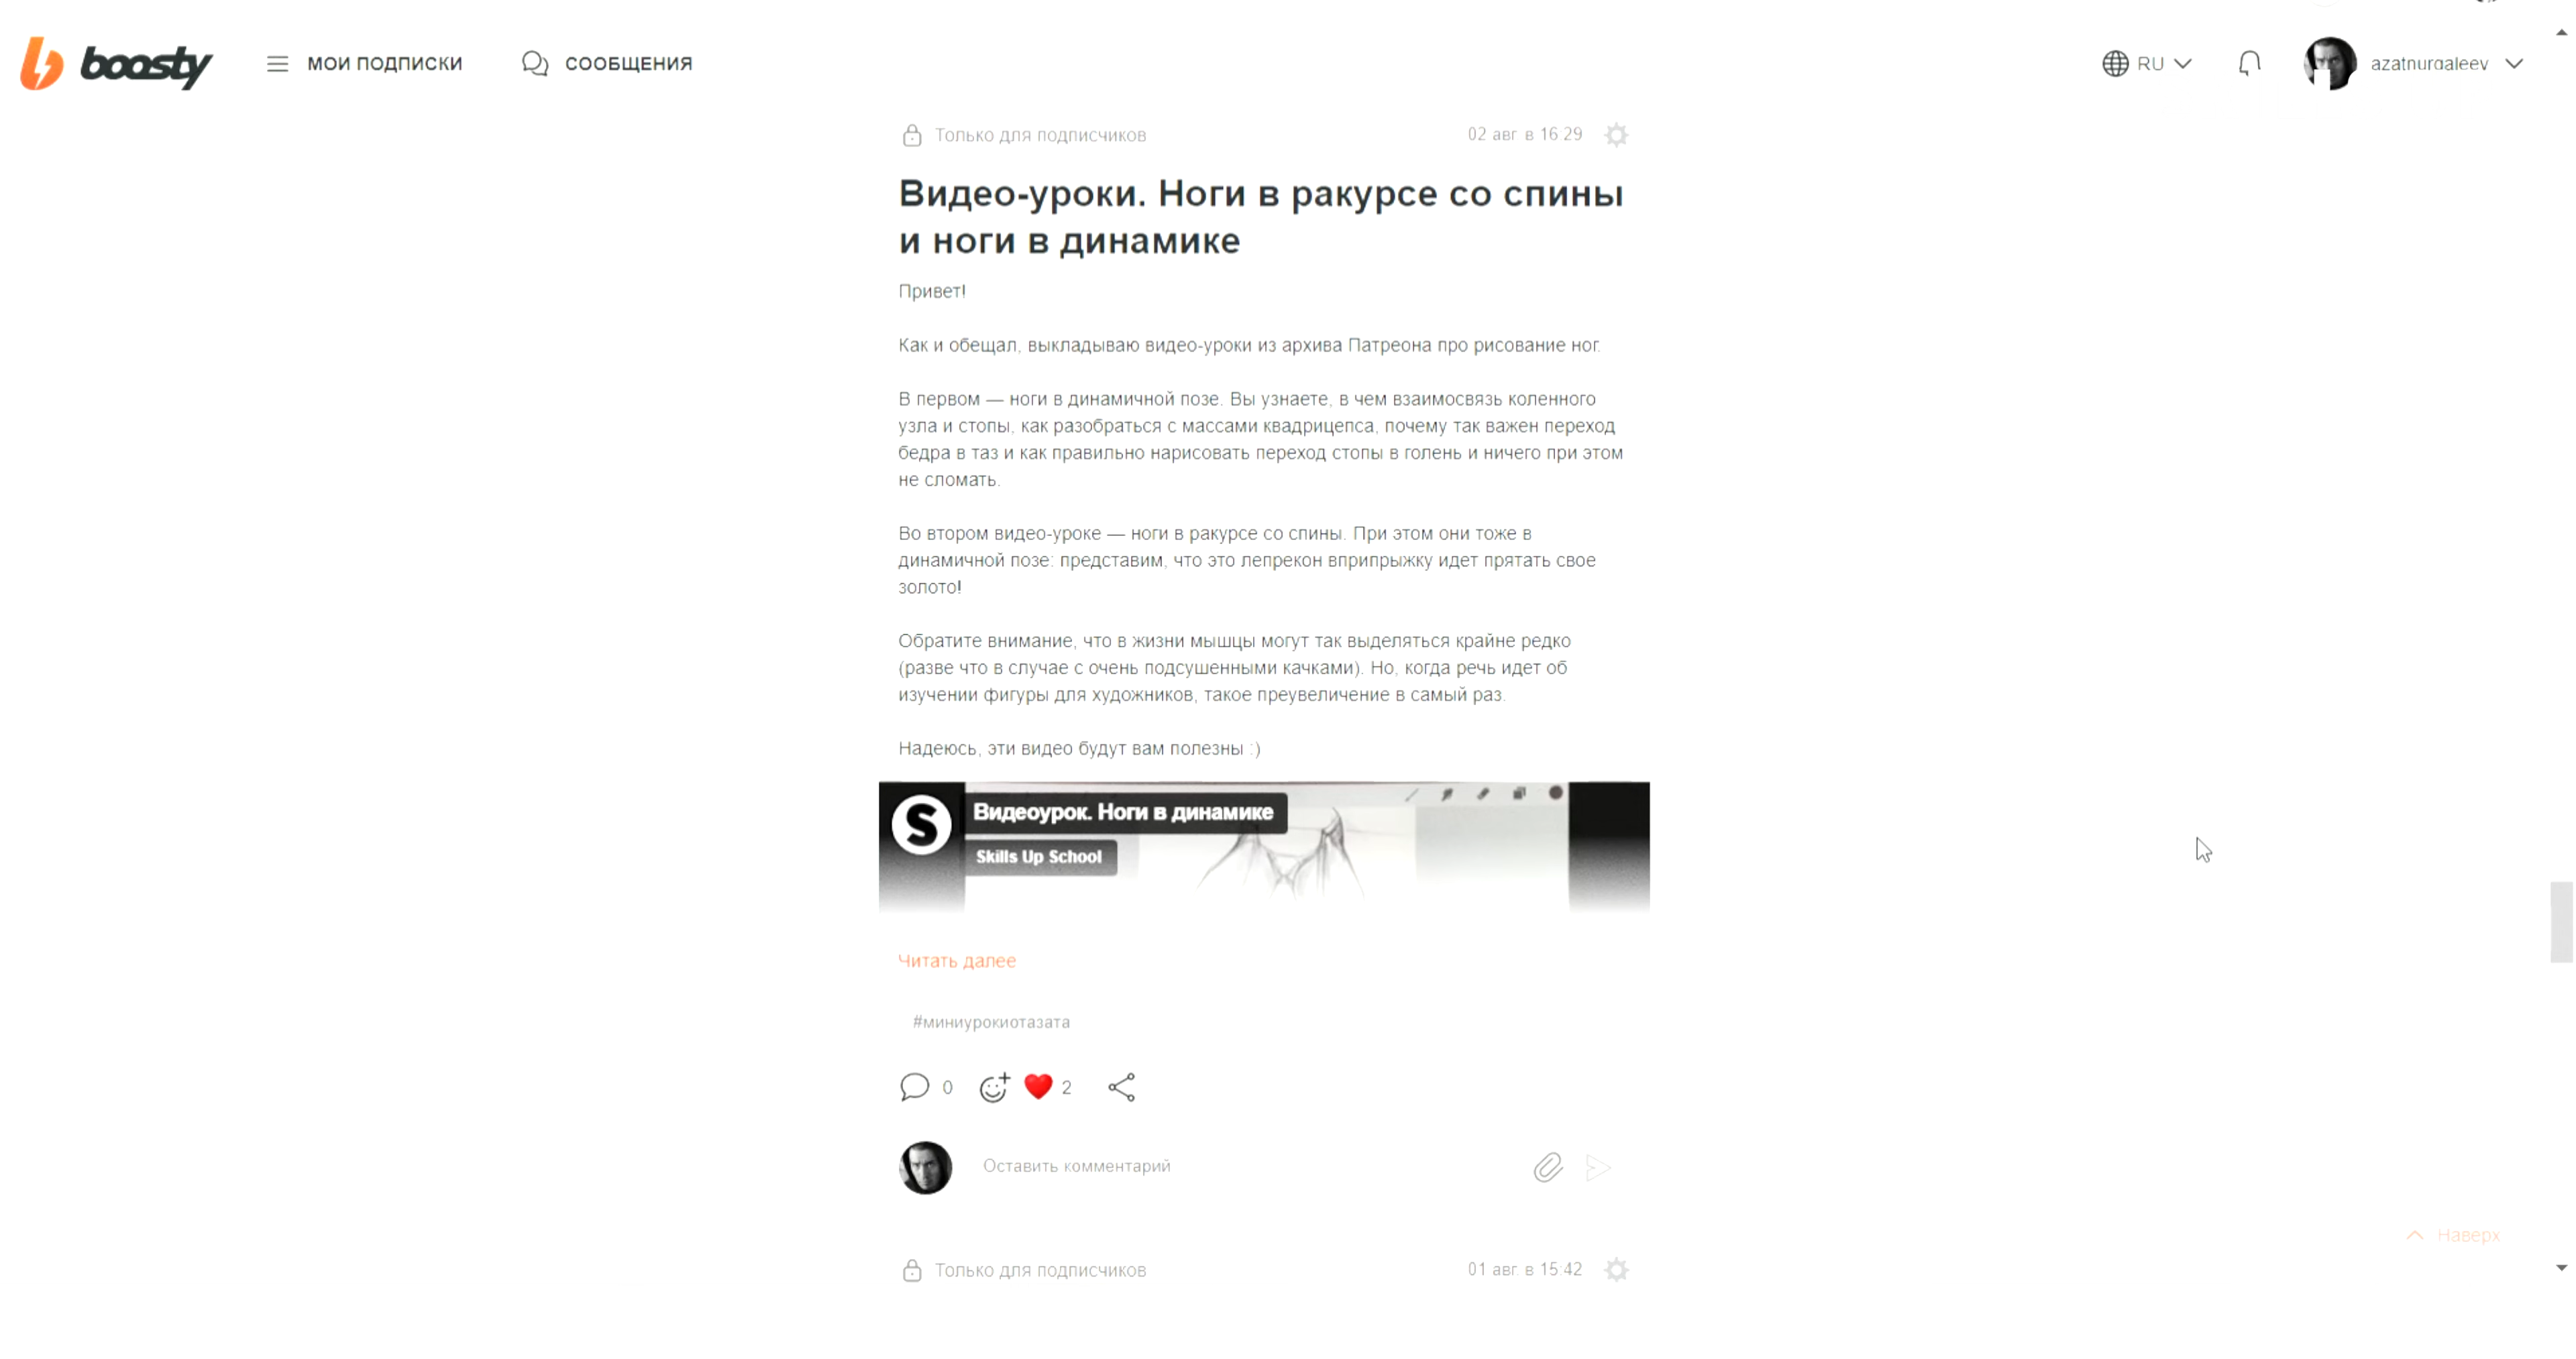 boosty МОИ ПОДПИСКИ СООБЩЕНИЯ RU azatnurgaleev
Только для подписчиков 02 авг. в 16:29
Видео-уроки. Ноги в ракурсе со спины
и ноги в динамике
Привет!
Как и обещал, выкладываю видео-уроки из архива Патреона про рисование ног.
В первом — ноги в динамичной позе. Вы узнаете, в чем взаимосвязь коленного
узла и стопы, как разобраться с массами квадрицепса, почему так важен переход
бедра в таз и как правильно нарисовать переход стопы в голень и ничего при этом
не сломать.
Во втором видео-уроке — ноги в ракурсе со спины. При этом они тоже в
динамичной позе: представим, что это лепрекон вприпрыжку идет прятать свое
золото!
Обратите внимание, что в жизни мышцы могут так выделяться крайне редко
(разве что в случае с очень подсушенными качками). Но, когда речь идет об
изучении фигуры для художников, такое преувеличение в самый раз.
Надеюсь, эти видео будут вам полезны :)
S Видеоурок. Ноги в динамике
Skills Up School
Читать далее
#миниурокиотазата
0 2
Оставить комментарий
Наверх
Только для подписчиков 01 авг. в 15:42